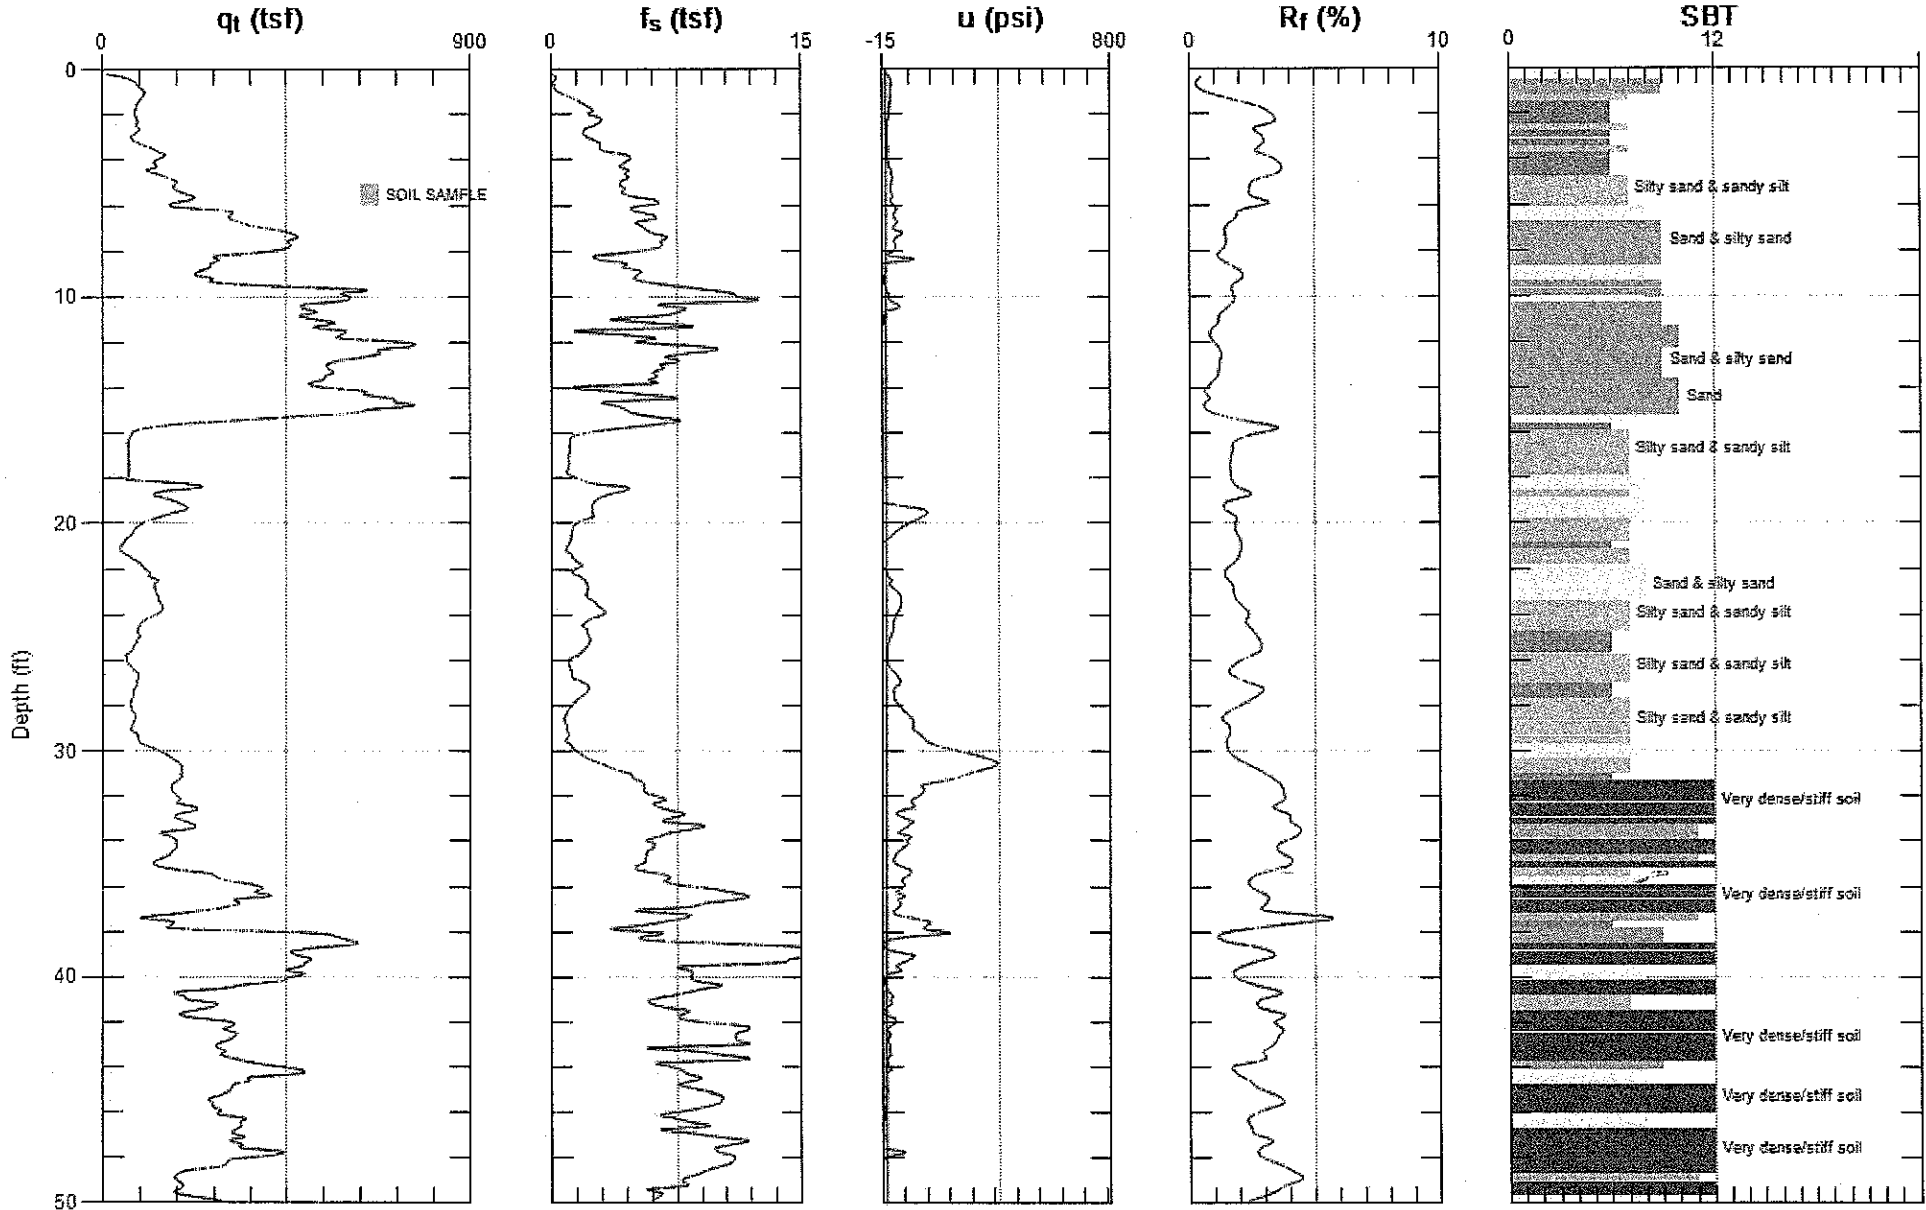 qt (tsf) fs (tsf) u (psi) Rf (%) SBT
0 900 0 15 -15 800 0 10 0 12
0
SOIL SAMPLE
Silty sand & sandy silt
Sand & silty sand
10
Sand & silty sand
Sand
Silty sand & sandy silt
20
Sand & silty sand
Silty sand & sandy silt
Depth (ft)
Silty sand & sandy silt
Silty sand & sandy silt
30
Very dense/stiff soil
Very dense/stiff soil
40
Very dense/stiff soil
Very dense/stiff soil
Very dense/stiff soil
50